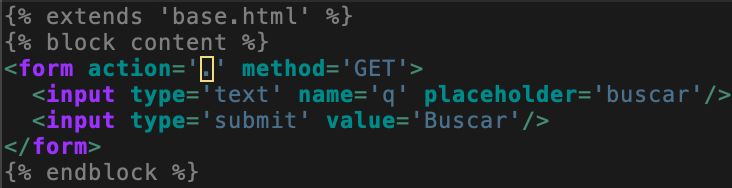 {% extends 'base.html' %}
{% block content %}
<form action='.' method='GET'>
  <input type='text' name='q' placeholder='buscar'/>
  <input type='submit' value='Buscar'/>
</form>
{% endblock %}